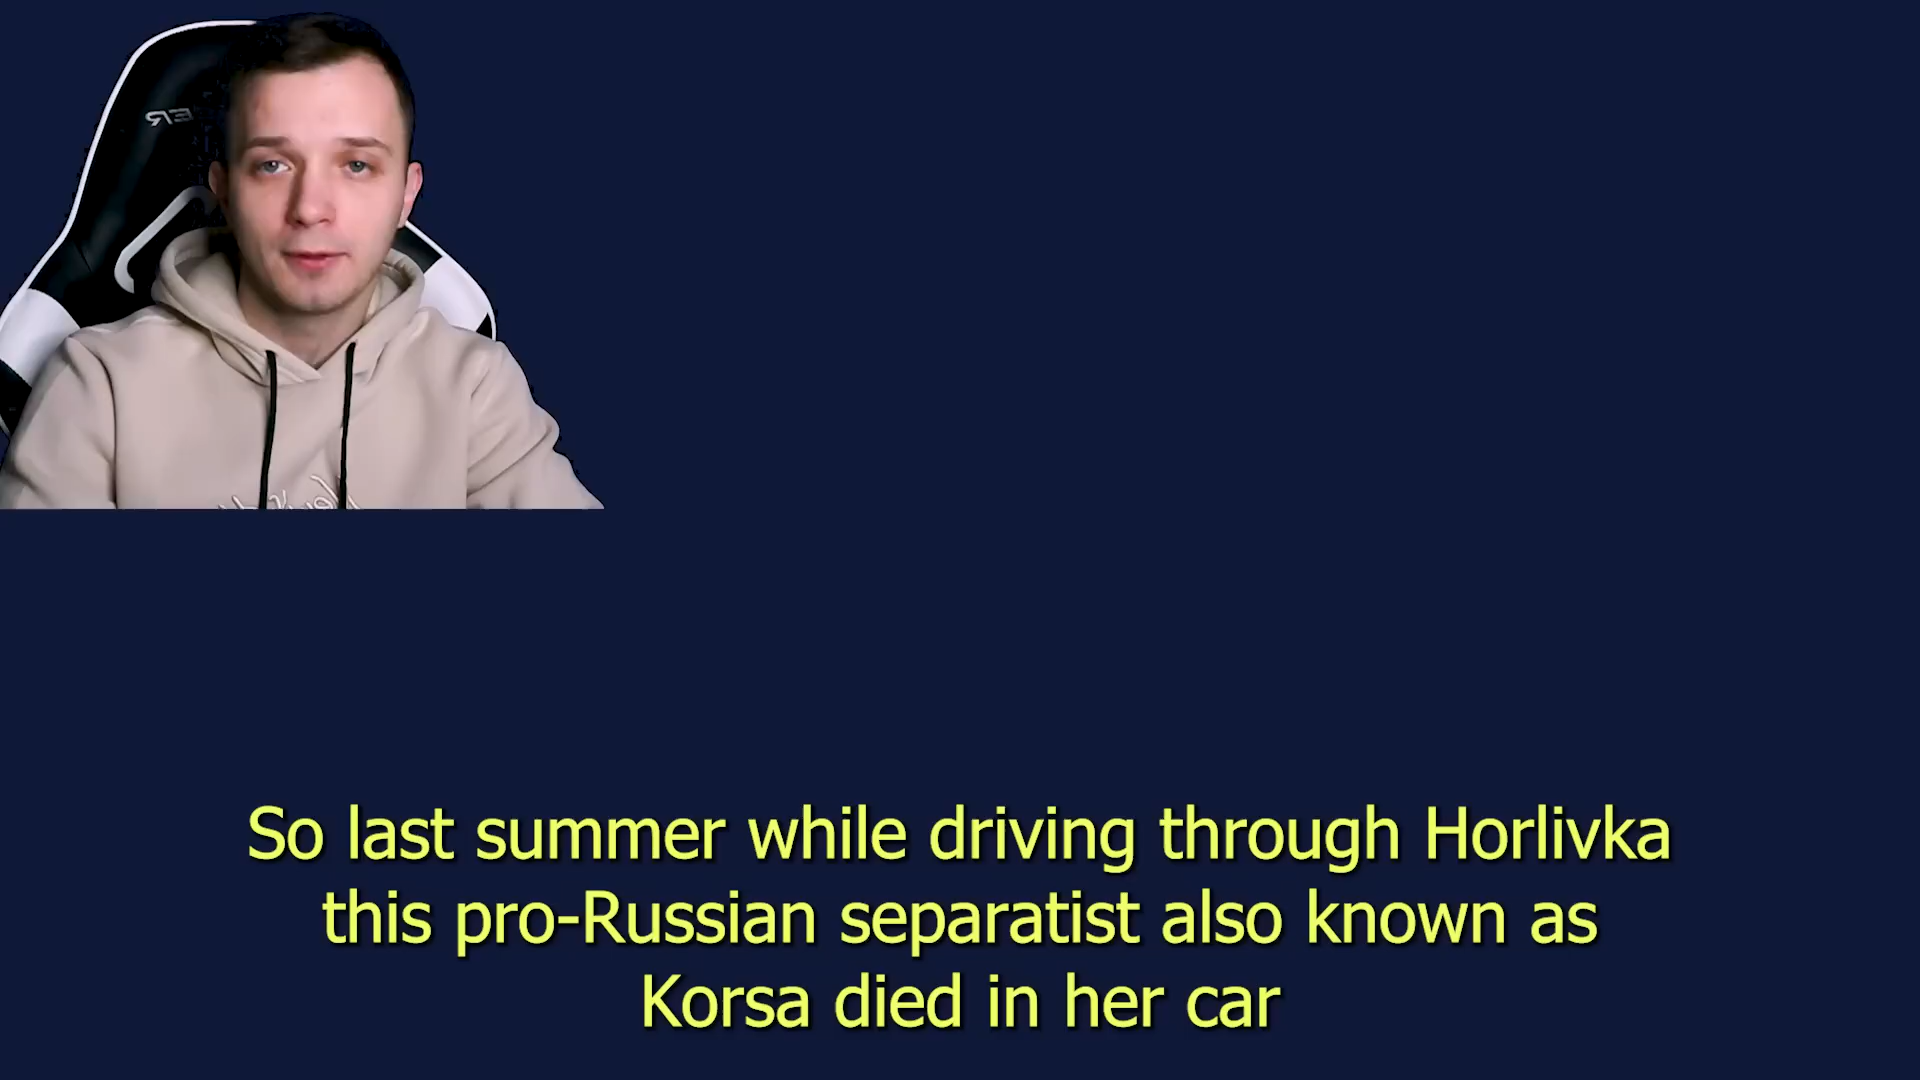 So last summer while driving through Horlivka
this pro-Russian separatist also known as
Korsa died in her car